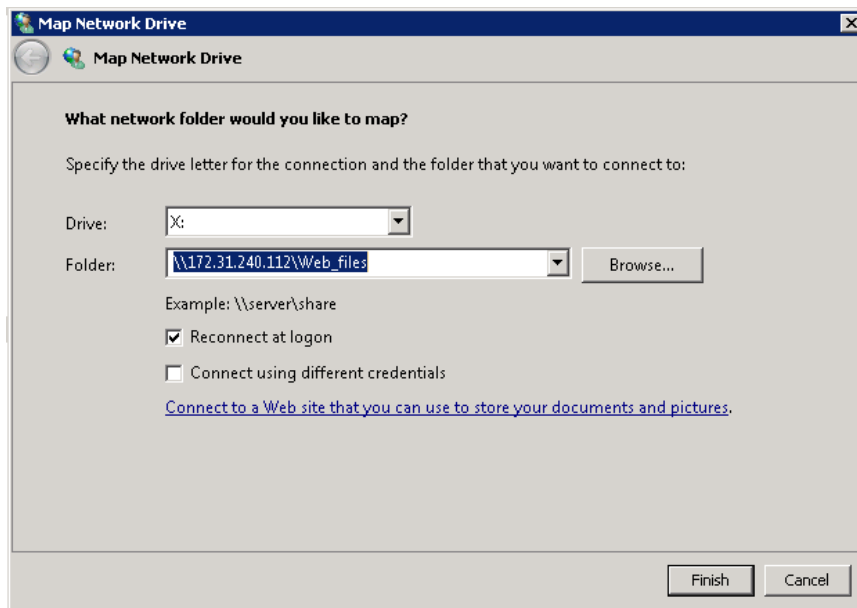 Map Network Drive
Map Network Drive
What network folder would you like to map?
Specify the drive letter for the connection and the folder that you want to connect to:
Drive: X:
Folder: \\172.31.240.112\Web_files Browse...
Example: \\server\share
Reconnect at logon
Connect using different credentials
Connect to a Web site that you can use to store your documents and pictures.
Finish Cancel